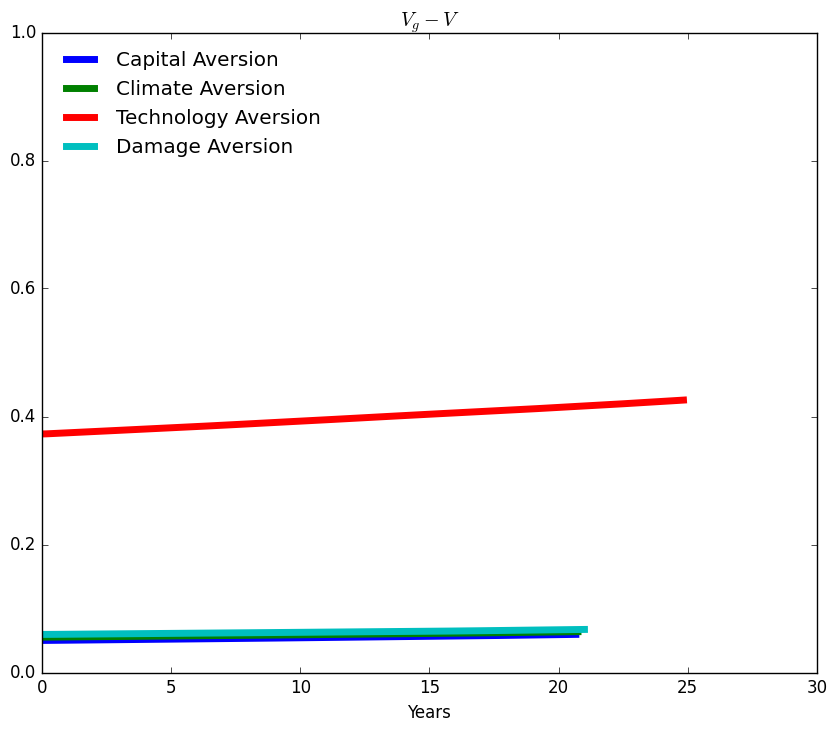 V_g − V
1.0
Capital Aversion
Climate Aversion
Technology Aversion
Damage Aversion
0.8
0.6
0.4
0.2
0.0
0 5 10 15 20 25 30
Years